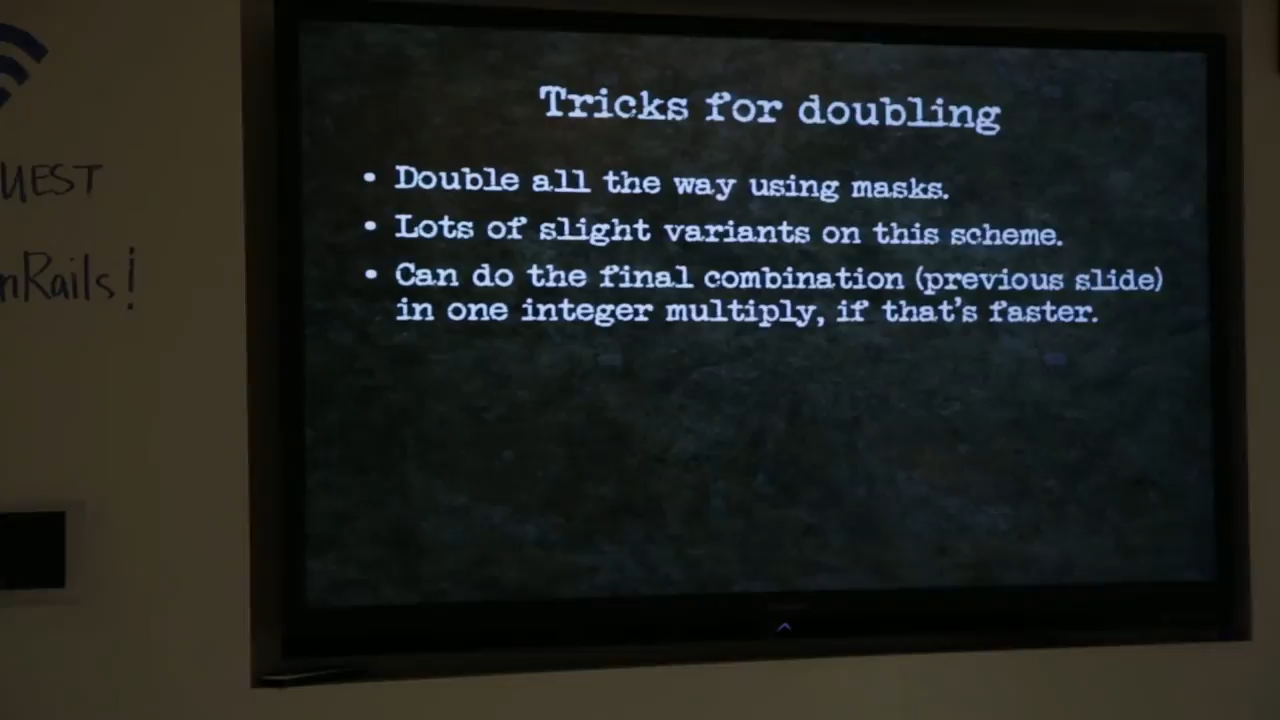 Tricks for doubling
• Double all the way using masks.
• Lots of slight variants on this scheme.
• Can do the final combination (previous slide)
in one integer multiply, if that's faster.
UEST
nRails!